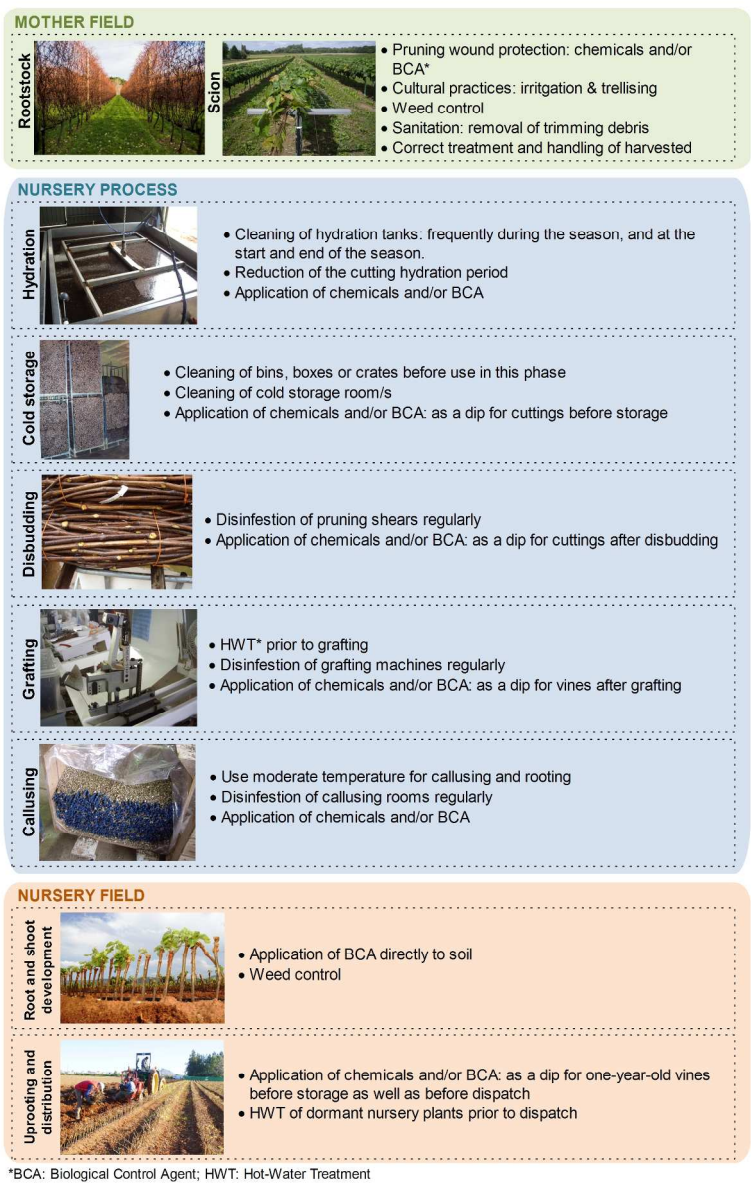 MOTHER FIELD
Rootstock
Scion
• Pruning wound protection: chemicals and/or
BCA*
• Cultural practices: irritgation & trellising
• Weed control
• Sanitation: removal of trimming debris
• Correct treatment and handling of harvested
NURSERY PROCESS
Hydration
• Cleaning of hydration tanks: frequently during the season, and at the
start and end of the season.
• Reduction of the cutting hydration period
• Application of chemicals and/or BCA
Cold storage
• Cleaning of bins, boxes or crates before use in this phase
• Cleaning of cold storage room/s
• Application of chemicals and/or BCA: as a dip for cuttings before storage
Disbudding
• Disinfestion of pruning shears regularly
• Application of chemicals and/or BCA: as a dip for cuttings after disbudding
Grafting
• HWT* prior to grafting
• Disinfestion of grafting machines regularly
• Application of chemicals and/or BCA: as a dip for vines after grafting
Callusing
• Use moderate temperature for callusing and rooting
• Disinfestion of callusing rooms regularly
• Application of chemicals and/or BCA
NURSERY FIELD
Root and shoot
development
• Application of BCA directly to soil
• Weed control
Uprooting and
distribution
• Application of chemicals and/or BCA: as a dip for one-year-old vines
before storage as well as before dispatch
• HWT of dormant nursery plants prior to dispatch
*BCA: Biological Control Agent; HWT: Hot-Water Treatment